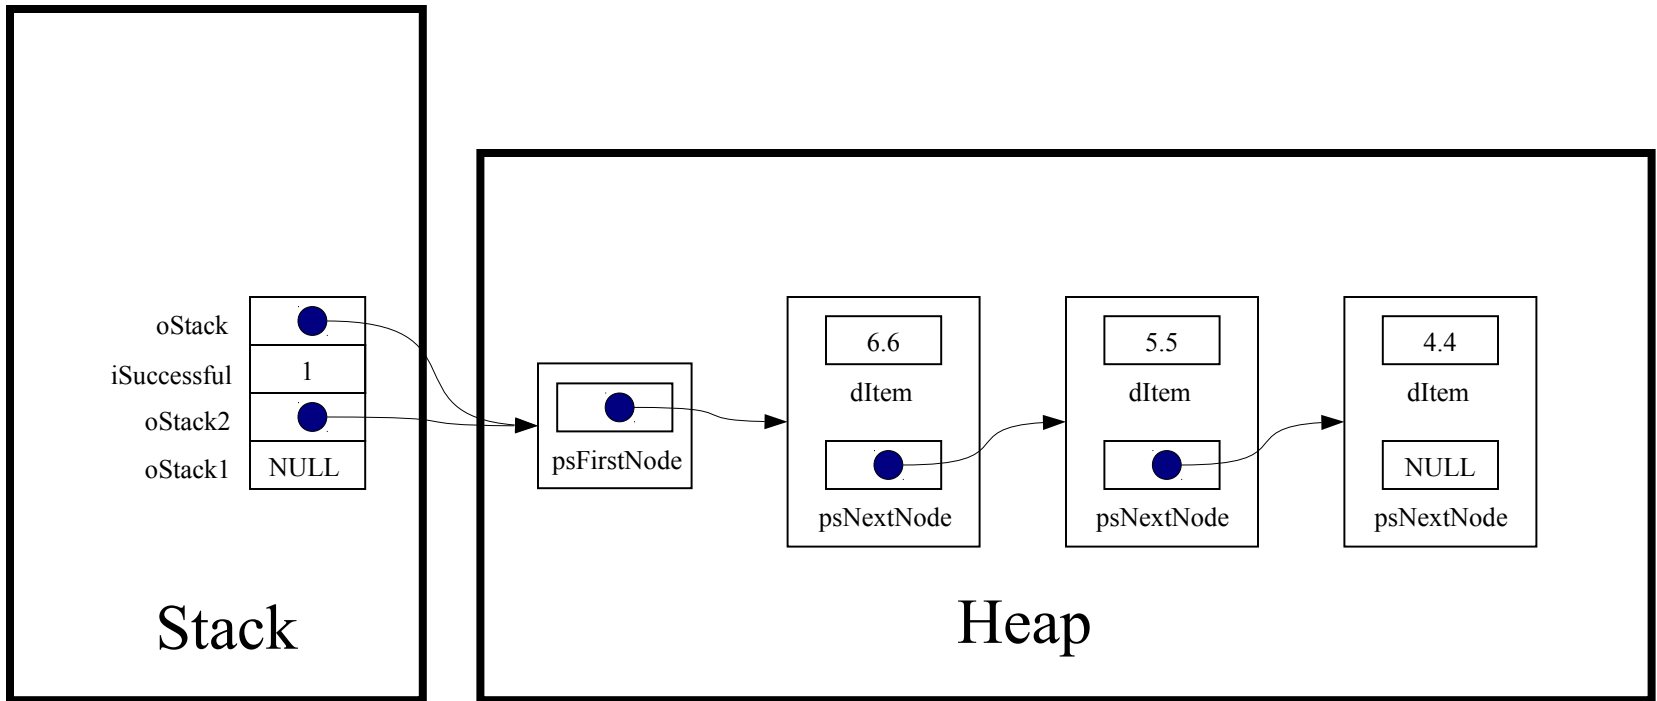 oStack
iSuccessful 1
oStack2
oStack1 NULL
Stack
psFirstNode
6.6
dItem
psNextNode
5.5
dItem
psNextNode
4.4
dItem
NULL
psNextNode
Heap